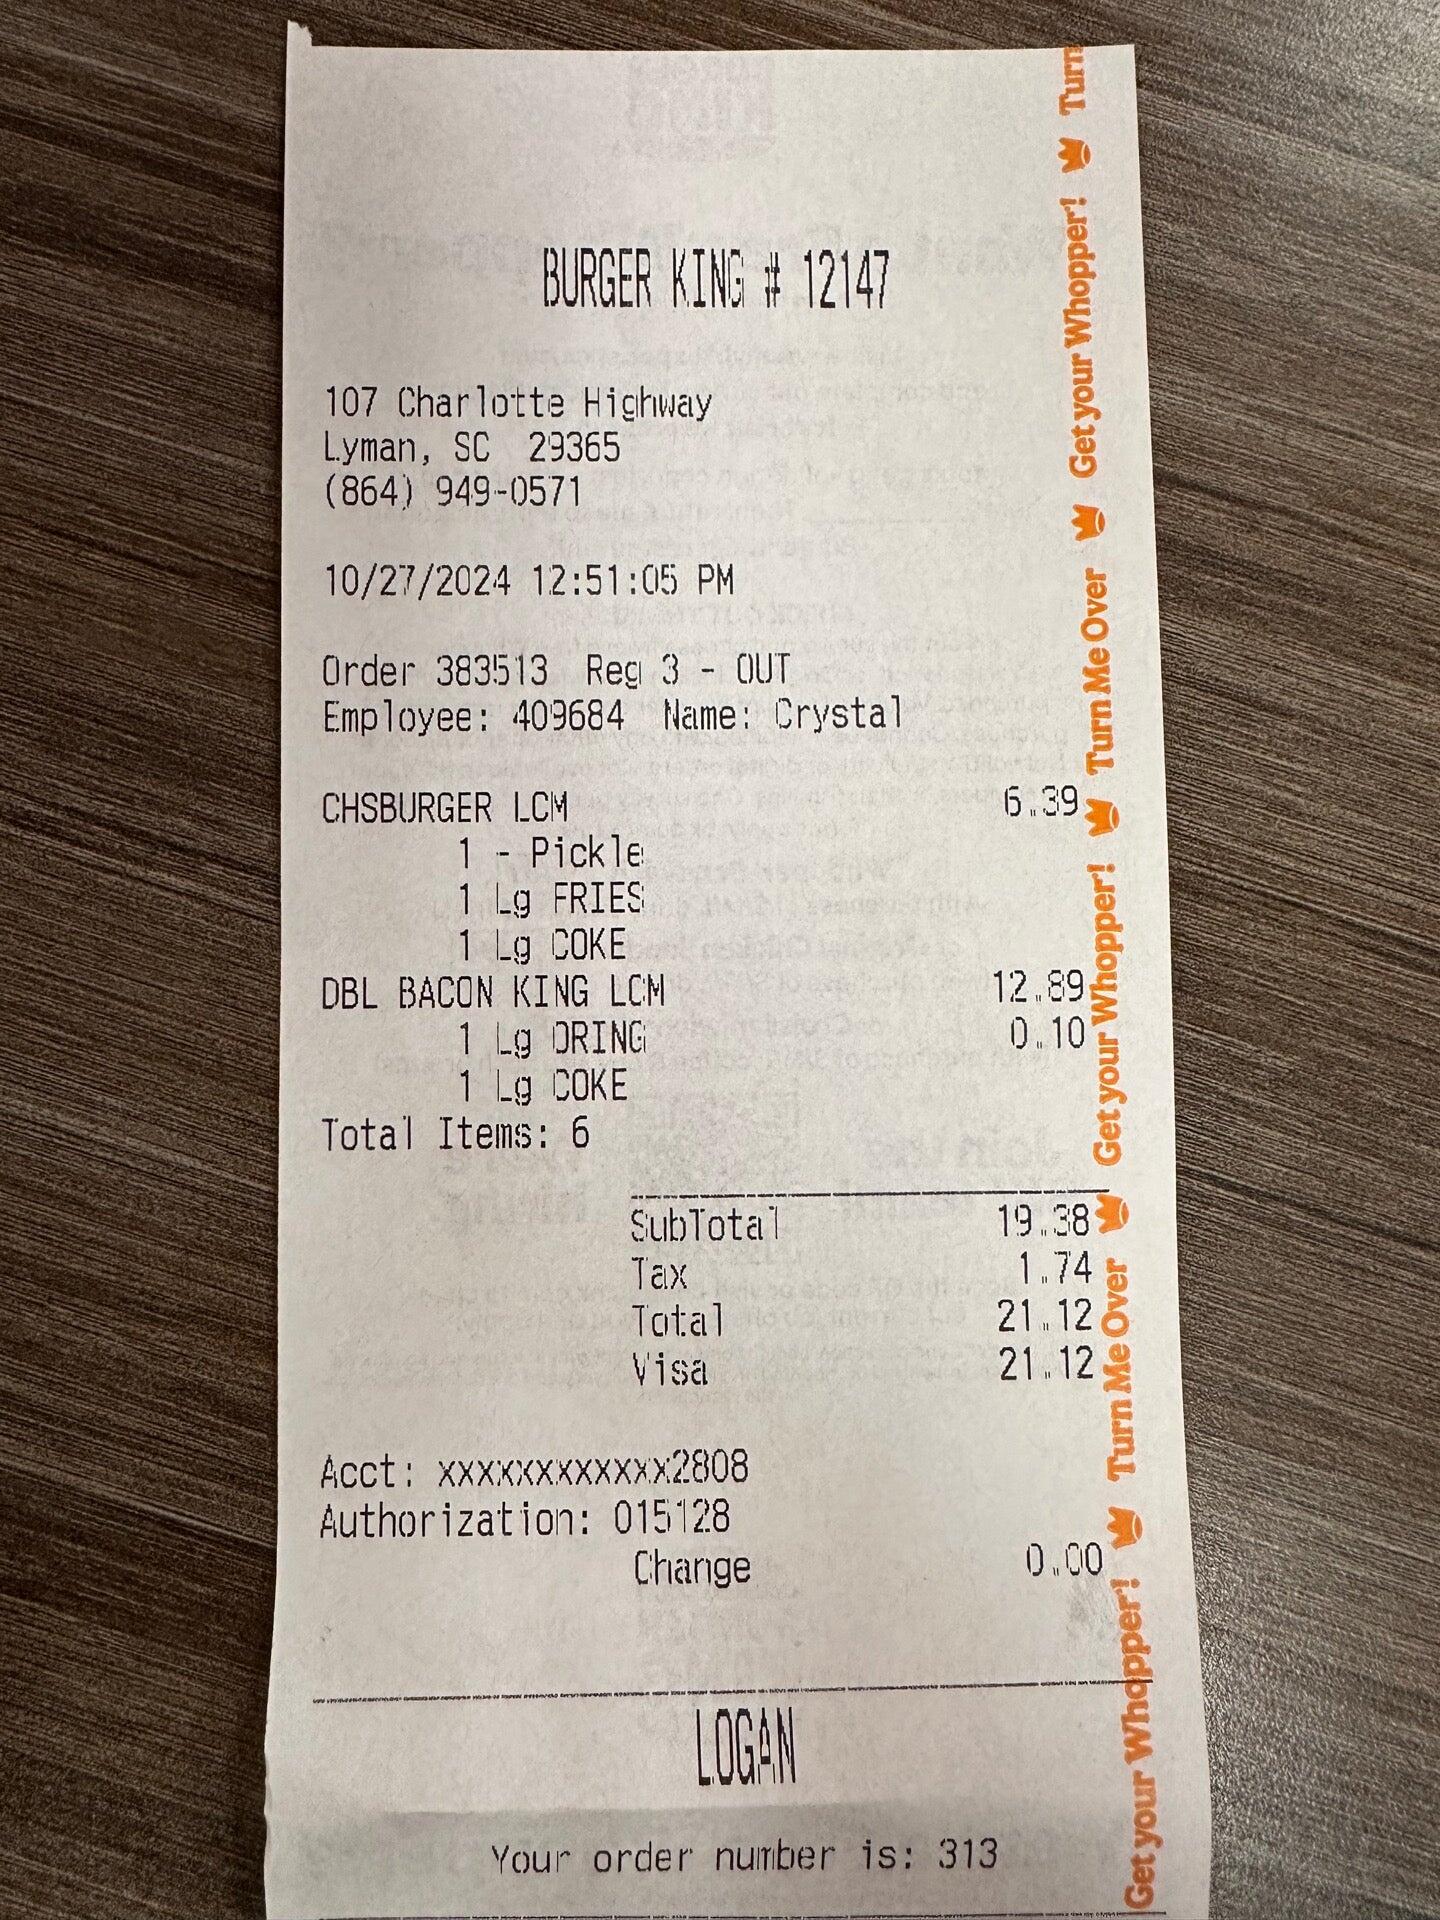 BURGER KING # 12147
107 Charlotte Highway
Lyman, SC  29365
(864) 949-0571
10/27/2024 12:51:05 PM
Order 383513  Reg 3 - OUT
Employee: 409684  Name: Crystal
CHSBURGER LCM 6.39
1 - Pickle
1 Lg FRIES
1 Lg COKE
DBL BACON KING LCM 12.89
1 Lg ORING 0.10
1 Lg COKE
Total Items: 6
SubTotal 19.38
Tax 1.74
Total 21.12
Visa 21.12
Acct: xxxxxxxxxxxx2808
Authorization: 015128
Change 0.00
LOGAN
Your order number is: 313
Get your Whopper! Turn Me Over Get your Whopper! Turn Me Over Get your Whopper! Turn